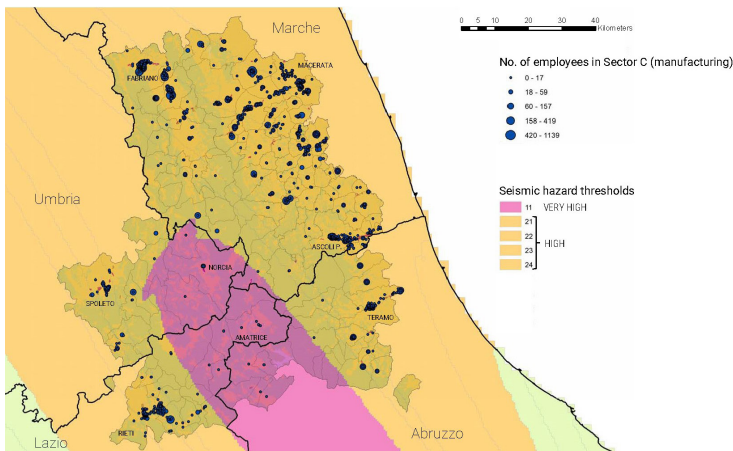 Marche
0 5 10 20 30 40
Kilometers
No. of employees in Sector C (manufacturing)
0 - 17
18 - 59
60 - 157
158 - 419
420 - 1139
MACERATA
FABRIANO
Umbria
Seismic hazard thresholds
11 VERY HIGH
21
22
HIGH
23
24
ASCOLI P.
NORCIA
SPOLETO
TERAMO
AMATRICE
RIETI
Abruzzo
Lazio